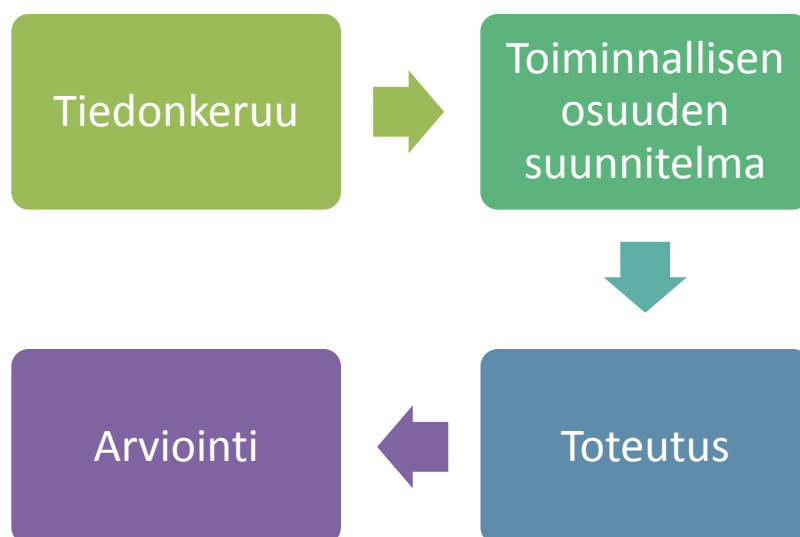 Tiedonkeruu
Toiminnallisen
osuuden
suunnitelma
Toteutus
Arviointi